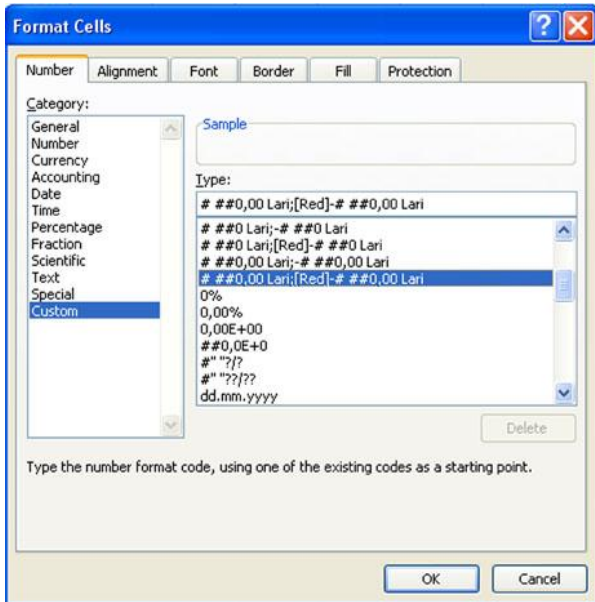 Format Cells
Number Alignment Font Border Fill Protection
Category:
General
Number
Currency
Accounting
Date
Time
Percentage
Fraction
Scientific
Text
Special
Custom
Sample
Type:
# ##0,00 Lari;[Red]-# ##0,00 Lari
# ##0 Lari;-# ##0 Lari
# ##0 Lari;[Red]-# ##0 Lari
# ##0,00 Lari;-# ##0,00 Lari
# ##0,00 Lari;[Red]-# ##0,00 Lari
0%
0,00%
0,00E+00
##0,0E+0
#" "?/?
#" "??/??
dd.mm.yyyy
Delete
Type the number format code, using one of the existing codes as a starting point.
OK Cancel